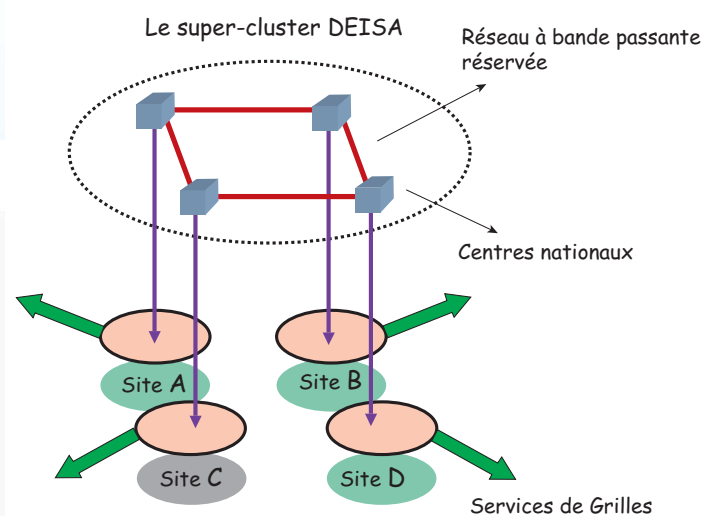 Le super-cluster DEISA
Réseau à bande passante
réservée
Centres nationaux
Site A
Site B
Site C
Site D
Services de Grilles